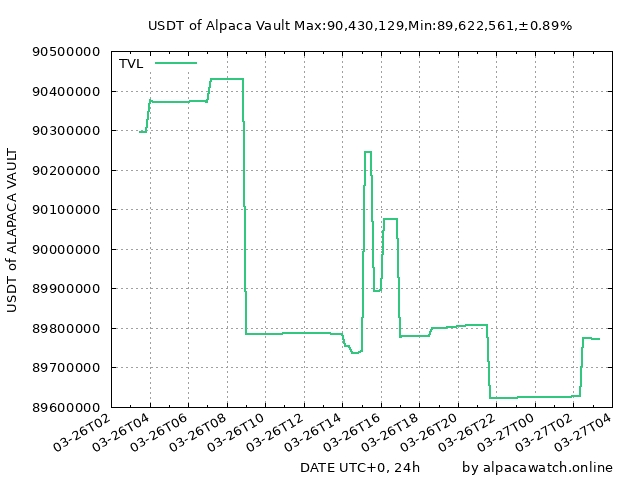 USDT of Alpaca Vault Max:90,430,129,Min:89,622,561,±0.89%
TVL
USDT of ALAPACA VAULT
90500000
90400000
90300000
90200000
90100000
90000000
89900000
89800000
89700000
89600000
03-26T02
03-26T04
03-26T06
03-26T08
03-26T10
03-26T12
03-26T14
03-26T16
03-26T18
03-26T20
03-26T22
03-27T00
03-27T02
03-27T04
DATE UTC+0, 24h
by alpacawatch.online